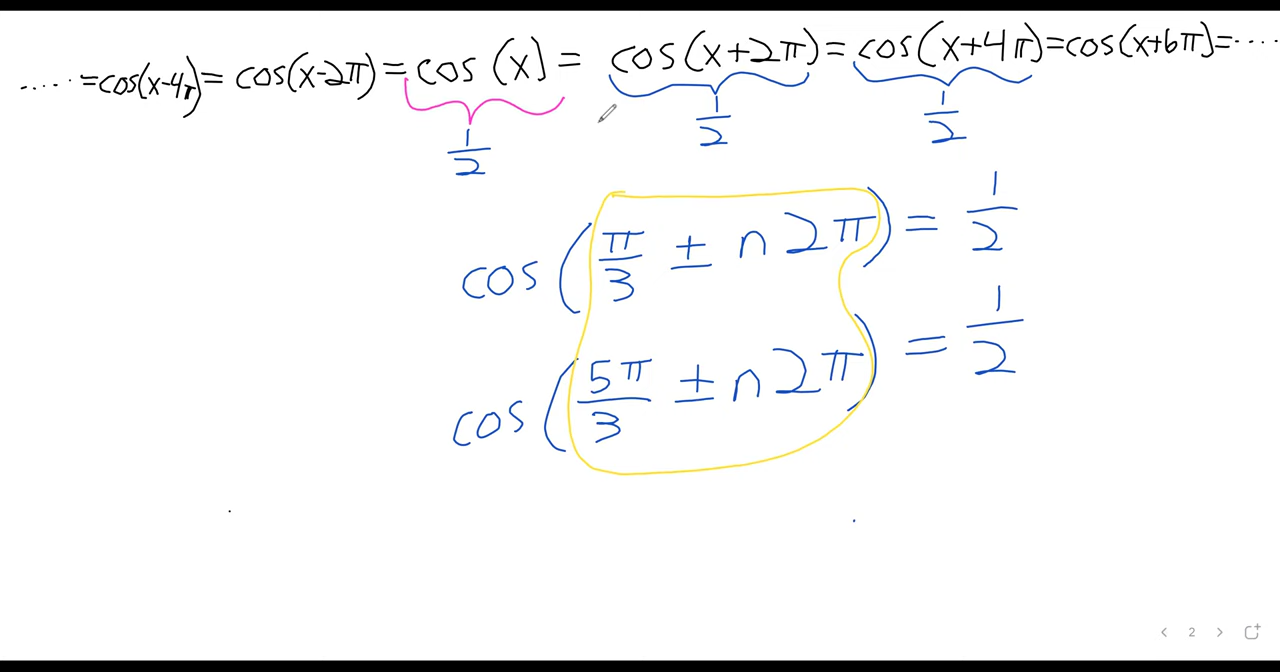 ..... =cos(x-4π)= cos(x-2π)=cos (x)= cos(x+2π)=cos(x+4π)=cos(x+6π)=....
1/2 1/2 1/2
cos(π/3 ± n2π) = 1/2
cos(5π/3 ± n2π) = 1/2
< 2 >